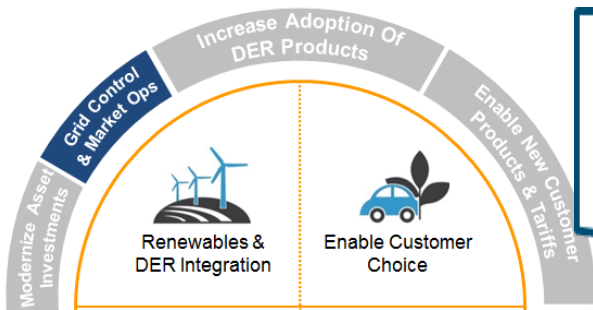 Increase Adoption Of
DER Products
Grid Control
& Market Ops
Enable New Customer
Products & Tariffs
Modernize Asset
Investments
Renewables &
DER Integration
Enable Customer
Choice